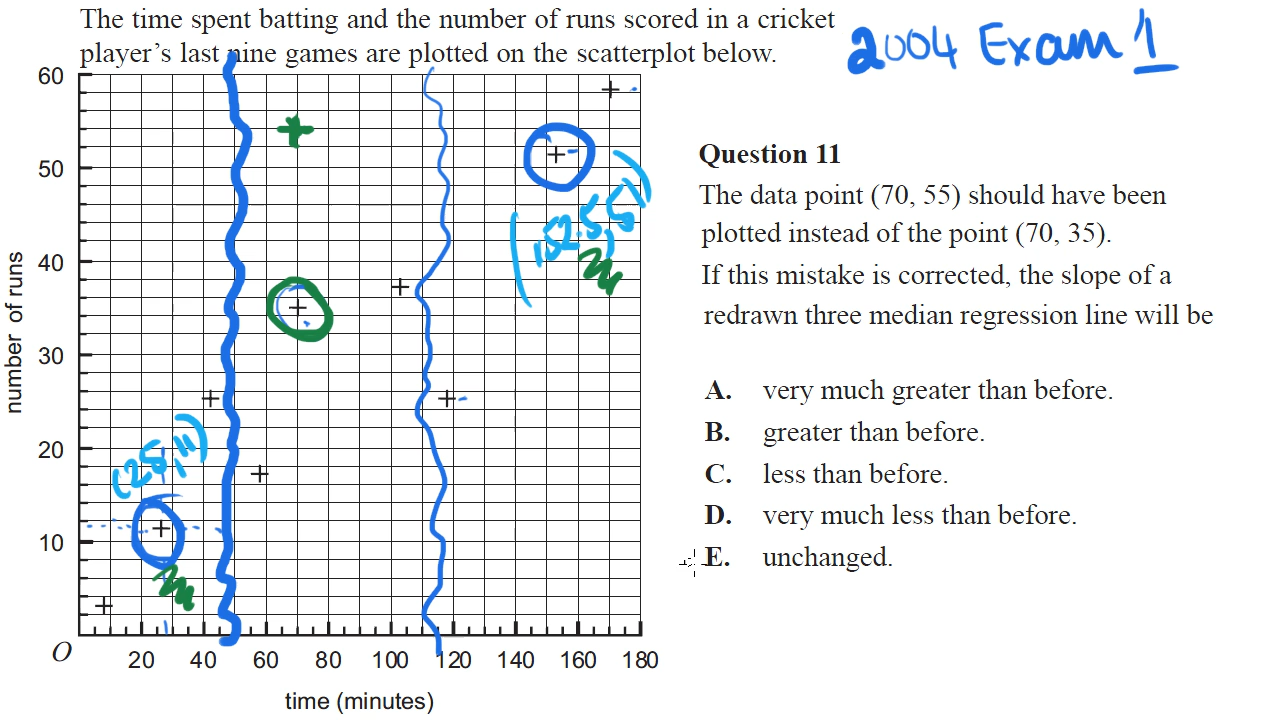 The time spent batting and the number of runs scored in a cricket
player's last nine games are plotted on the scatterplot below.
2004 Exam 1
60
50
40
30
20
10
O
20 40 60 80 100 120 140 160 180
number of runs
time (minutes)
(25, 11)
(152.5, 51)
Question 11
The data point (70, 55) should have been
plotted instead of the point (70, 35).
If this mistake is corrected, the slope of a
redrawn three median regression line will be
A. very much greater than before.
B. greater than before.
C. less than before.
D. very much less than before.
E. unchanged.